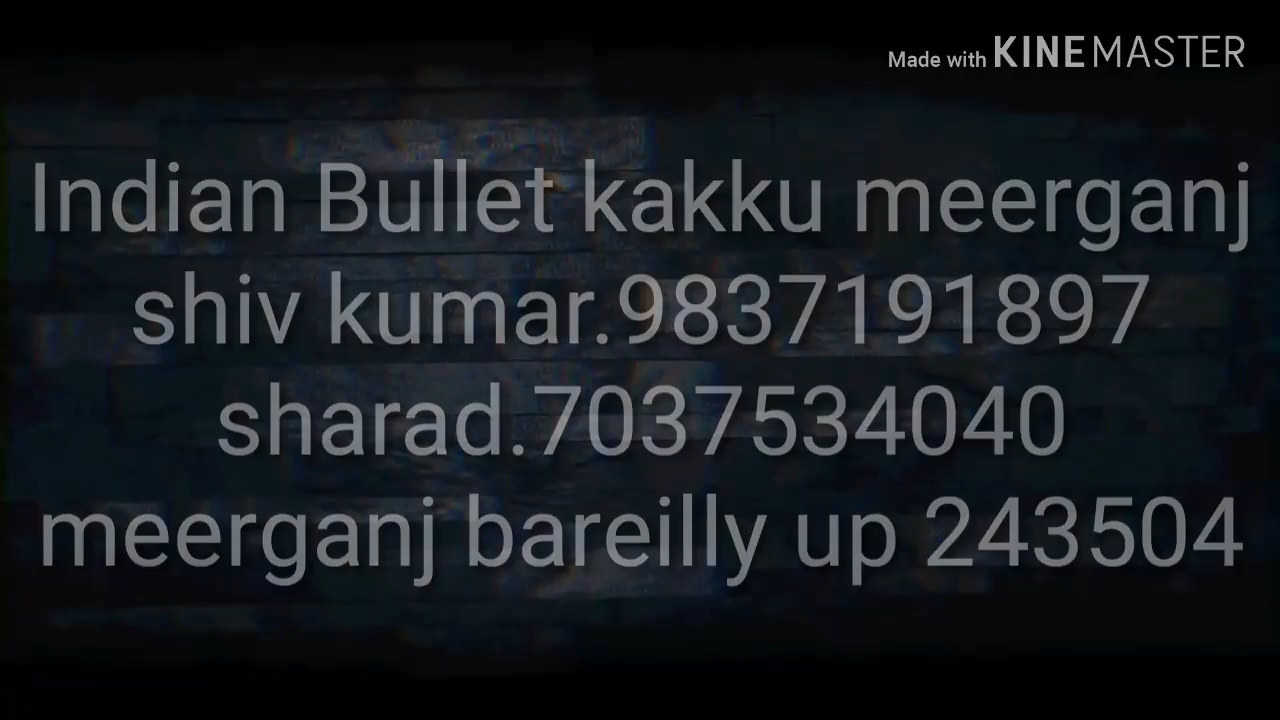 Made with KINEMASTER
Indian Bullet kakku meerganj
shiv kumar.9837191897
sharad.7037534040
meerganj bareilly up 243504